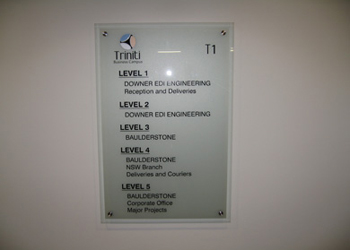 Triniti
Business Campus
T1
LEVEL 1
DOWNER EDI ENGINEERING
Reception and Deliveries
LEVEL 2
DOWNER EDI ENGINEERING
LEVEL 3
BAULDERSTONE
LEVEL 4
BAULDERSTONE
NSW Branch
Deliveries and Couriers
LEVEL 5
BAULDERSTONE
Corporate Office
Major Projects